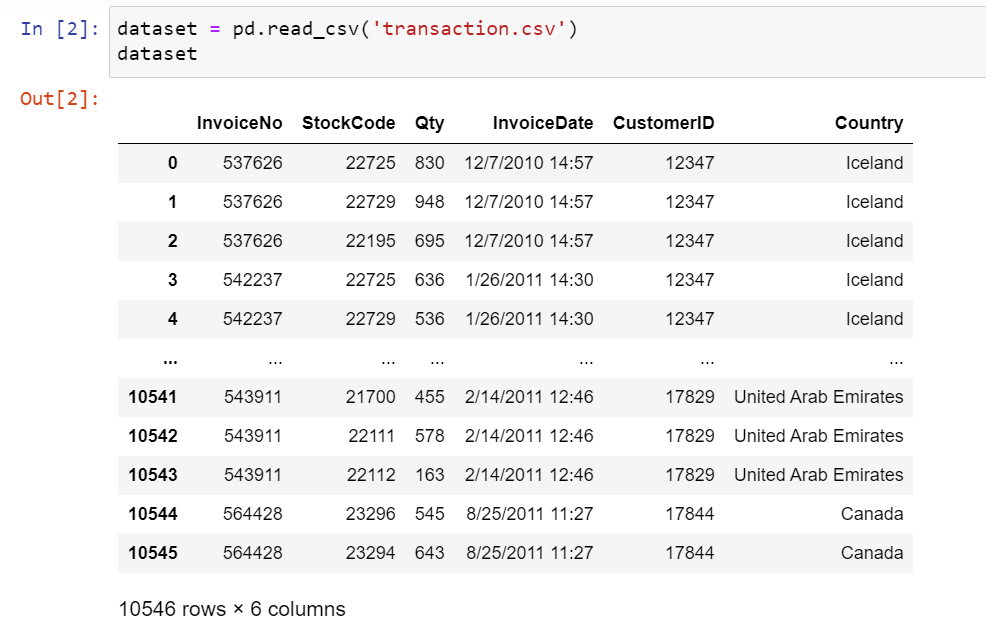 In [2]: dataset = pd.read_csv('transaction.csv')
dataset
Out[2]:
InvoiceNo StockCode Qty InvoiceDate CustomerID Country
0 537626 22725 830 12/7/2010 14:57 12347 Iceland
1 537626 22729 948 12/7/2010 14:57 12347 Iceland
2 537626 22195 695 12/7/2010 14:57 12347 Iceland
3 542237 22725 636 1/26/2011 14:30 12347 Iceland
4 542237 22729 536 1/26/2011 14:30 12347 Iceland
... ... ... ... ... ... ...
10541 543911 21700 455 2/14/2011 12:46 17829 United Arab Emirates
10542 543911 22111 578 2/14/2011 12:46 17829 United Arab Emirates
10543 543911 22112 163 2/14/2011 12:46 17829 United Arab Emirates
10544 564428 23296 545 8/25/2011 11:27 17844 Canada
10545 564428 23294 643 8/25/2011 11:27 17844 Canada
10546 rows × 6 columns